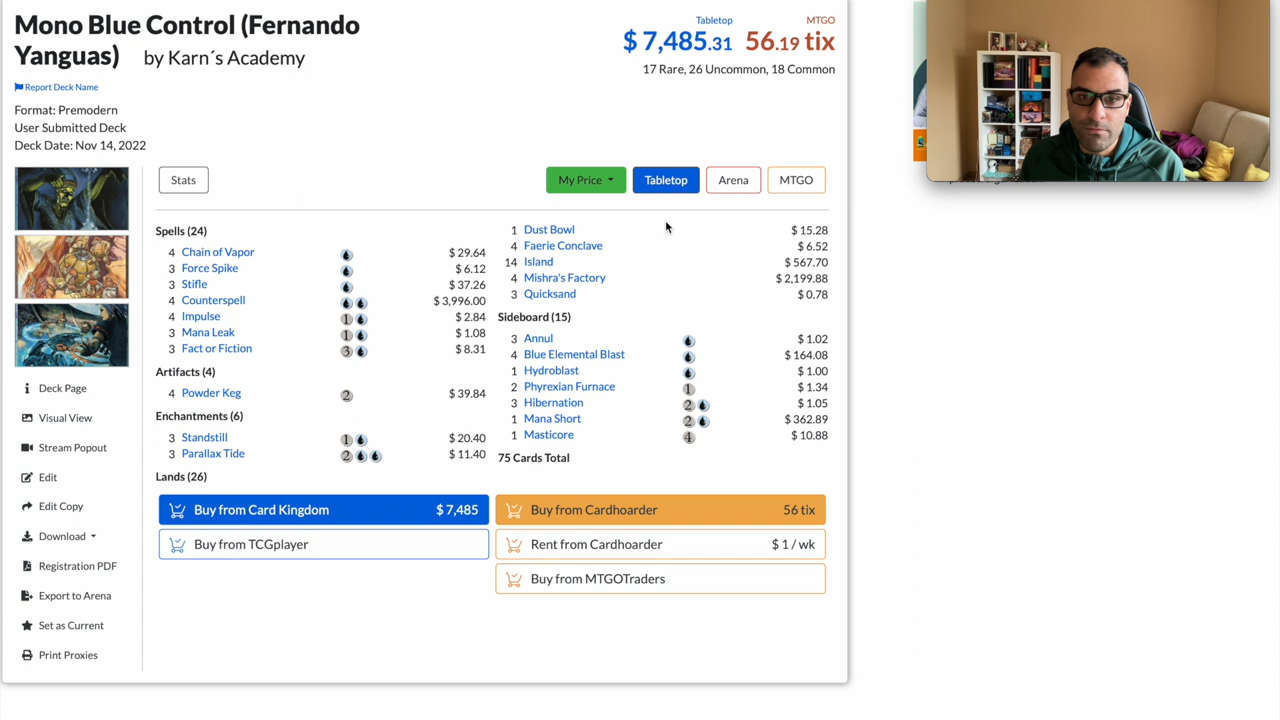 Mono Blue Control (Fernando
Yanguas) by Karn´s Academy
Report Deck Name
Format: Premodern
User Submitted Deck
Deck Date: Nov 14, 2022
Tabletop
$ 7,485.31
MTGO
56.19 tix
17 Rare, 26 Uncommon, 18 Common
Stats
My Price
Tabletop
Arena
MTGO
Deck Page
Visual View
Stream Popout
Edit
Edit Copy
Download
Registration PDF
Export to Arena
Set as Current
Print Proxies
Spells (24)
4 Chain of Vapor $ 29.64
3 Force Spike $ 6.12
3 Stifle $ 37.26
4 Counterspell $ 3,996.00
4 Impulse 1 $ 2.84
3 Mana Leak 1 $ 1.08
3 Fact or Fiction 3 $ 8.31
Artifacts (4)
4 Powder Keg 2 $ 39.84
Enchantments (6)
3 Standstill 1 $ 20.40
3 Parallax Tide 2 $ 11.40
Lands (26)
1 Dust Bowl $ 15.28
4 Faerie Conclave $ 6.52
14 Island $ 567.70
4 Mishra's Factory $ 2,199.88
3 Quicksand $ 0.78
Sideboard (15)
3 Annul $ 1.02
4 Blue Elemental Blast $ 164.08
1 Hydroblast $ 1.00
2 Phyrexian Furnace 1 $ 1.34
3 Hibernation 2 $ 1.05
1 Mana Short 2 $ 362.89
1 Masticore 4 $ 10.88
75 Cards Total
Buy from Card Kingdom $ 7,485
Buy from TCGplayer
Buy from Cardhoarder 56 tix
Rent from Cardhoarder $ 1 / wk
Buy from MTGOTraders